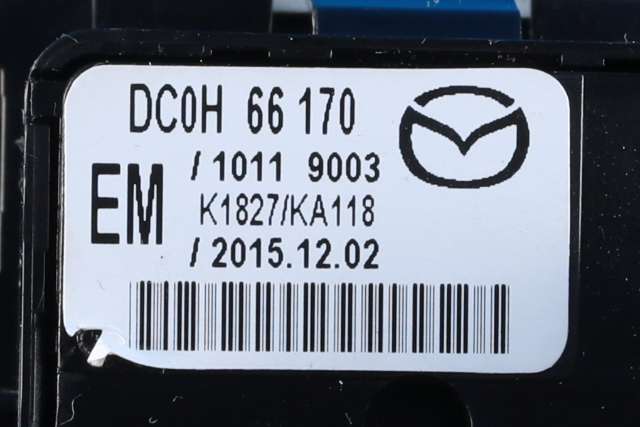 DC0H 66 170
EM
/1011 9003
K1827/KA118
/2015.12.02